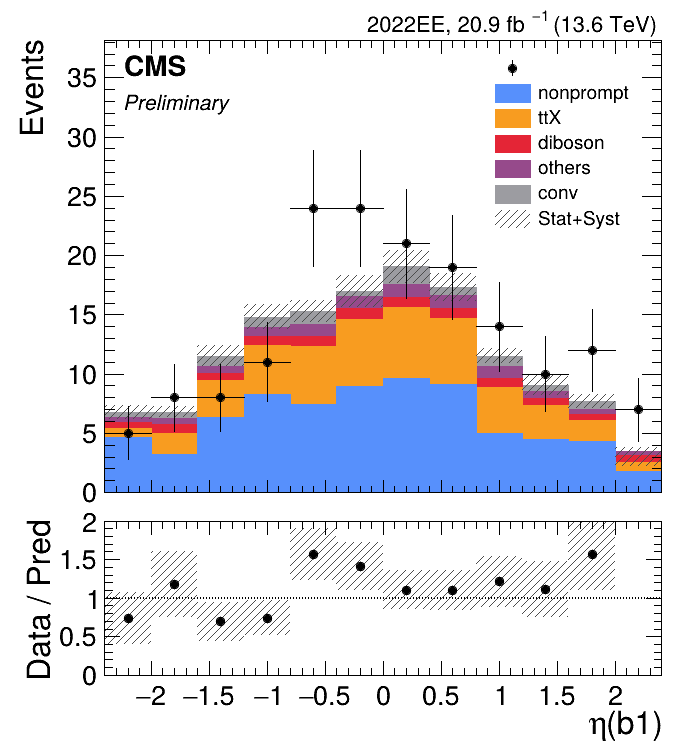 2022EE, 20.9 fb⁻¹ (13.6 TeV)
CMS
Preliminary
nonprompt
ttX
diboson
others
conv
Stat+Syst
Events
35
30
25
20
15
10
5
0
Data / Pred
2
1.5
1
0.5
0
−2 −1.5 −1 −0.5 0 0.5 1 1.5 2
η(b1)